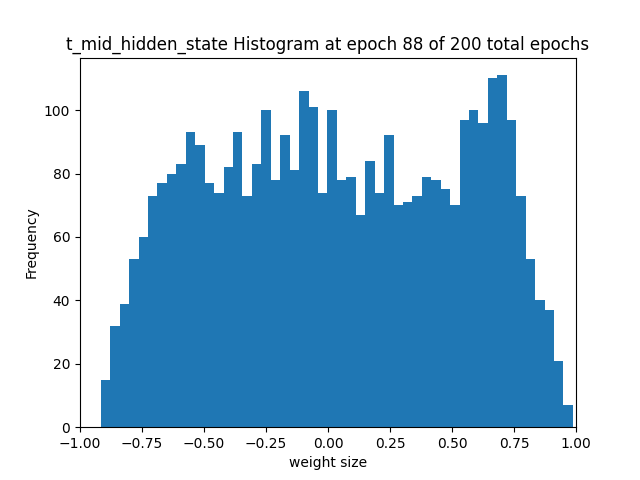 t_mid_hidden_state Histogram at epoch 88 of 200 total epochs
Frequency
100
80
60
40
20
0
−1.00 −0.75 −0.50 −0.25 0.00 0.25 0.50 0.75 1.00
weight size